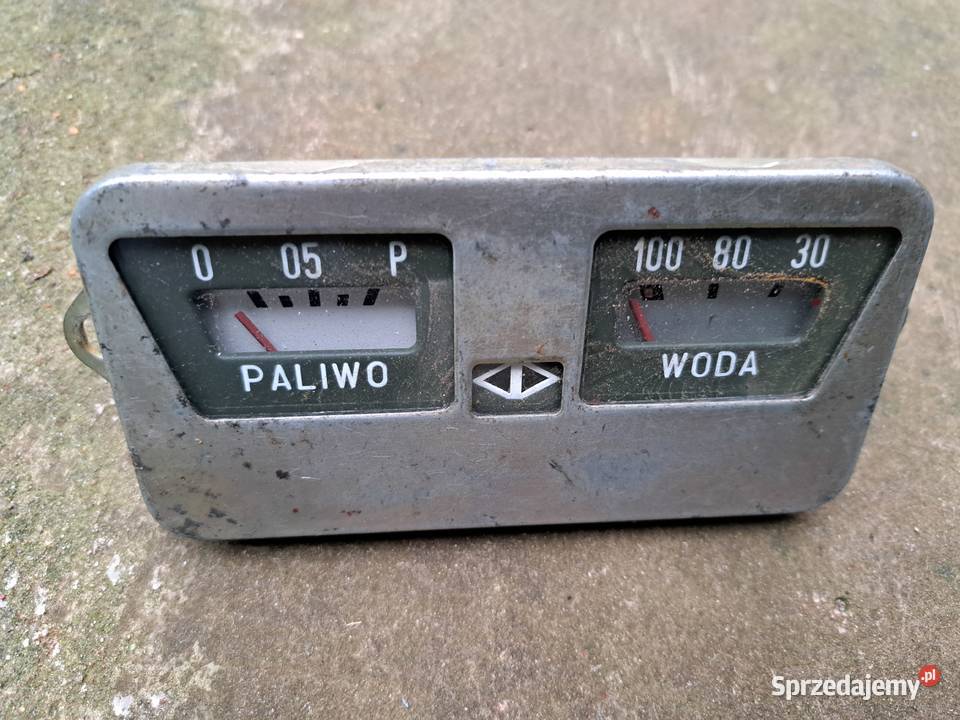 0 05 P
PALIWO
100 80 30
WODA
Sprzedajemy.pl